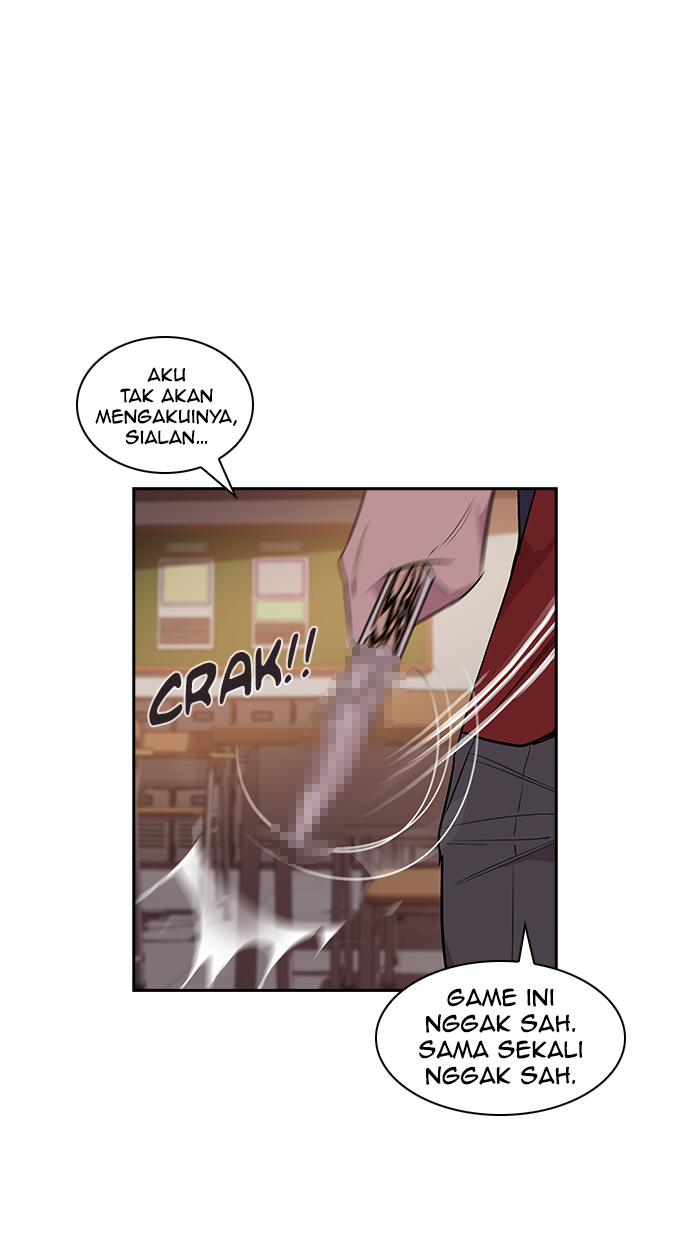 AKU
TAK AKAN
MENGAKUINYA,
SIALAN...
CRAK!!
GAME INI
NGGAK SAH.
SAMA SEKALI
NGGAK SAH.